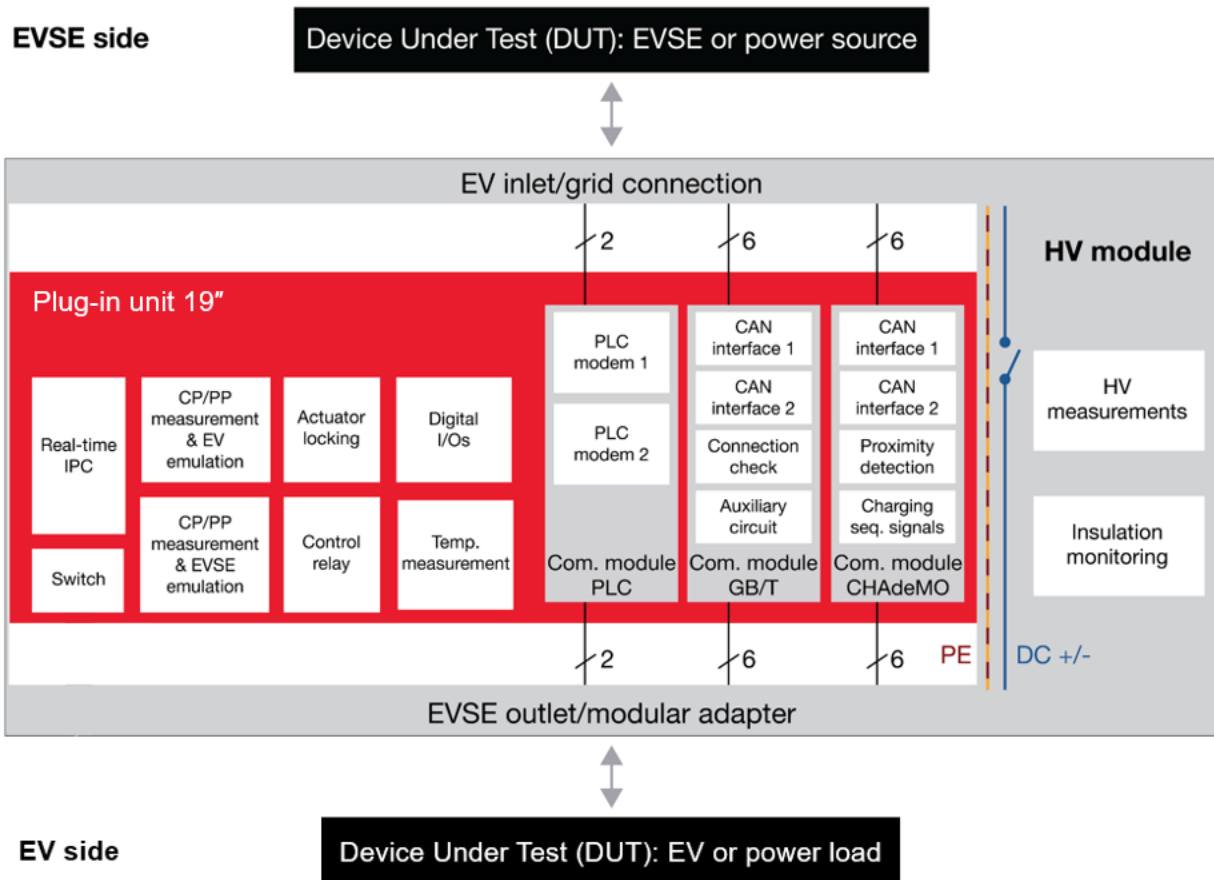 EVSE side
Device Under Test (DUT): EVSE or power source
EV inlet/grid connection
2
6
6
HV module
Plug-in unit 19″
Real-time
IPC
Switch
CP/PP
measurement
& EV
emulation
CP/PP
measurement
& EVSE
emulation
Actuator
locking
Control
relay
Digital
I/Os
Temp.
measurement
PLC
modem 1
PLC
modem 2
Com. module
PLC
CAN
interface 1
CAN
interface 2
Connection
check
Auxiliary
circuit
Com. module
GB/T
CAN
interface 1
CAN
interface 2
Proximity
detection
Charging
seq. signals
Com. module
CHAdeMO
HV
measurements
Insulation
monitoring
2
6
6
PE
DC +/-
EVSE outlet/modular adapter
EV side
Device Under Test (DUT): EV or power load